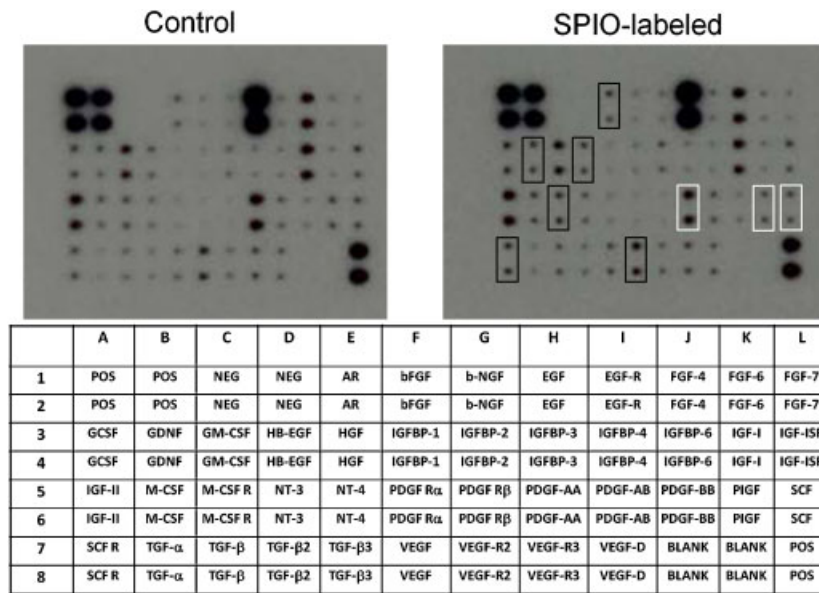 Control SPIO-labeled
A B C D E F G H I J K L
1 POS POS NEG NEG AR bFGF b-NGF EGF EGF-R FGF-4 FGF-6 FGF-7
2 POS POS NEG NEG AR bFGF b-NGF EGF EGF-R FGF-4 FGF-6 FGF-7
3 GCSF GDNF GM-CSF HB-EGF HGF IGFBP-1 IGFBP-2 IGFBP-3 IGFBP-4 IGFBP-6 IGF-I IGF-ISR
4 GCSF GDNF GM-CSF HB-EGF HGF IGFBP-1 IGFBP-2 IGFBP-3 IGFBP-4 IGFBP-6 IGF-I IGF-ISR
5 IGF-II M-CSF M-CSF R NT-3 NT-4 PDGF Rα PDGF Rβ PDGF-AA PDGF-AB PDGF-BB PIGF SCF
6 IGF-II M-CSF M-CSF R NT-3 NT-4 PDGF Rα PDGF Rβ PDGF-AA PDGF-AB PDGF-BB PIGF SCF
7 SCF R TGF-α TGF-β TGF-β2 TGF-β3 VEGF VEGF-R2 VEGF-R3 VEGF-D BLANK BLANK POS
8 SCF R TGF-α TGF-β TGF-β2 TGF-β3 VEGF VEGF-R2 VEGF-R3 VEGF-D BLANK BLANK POS